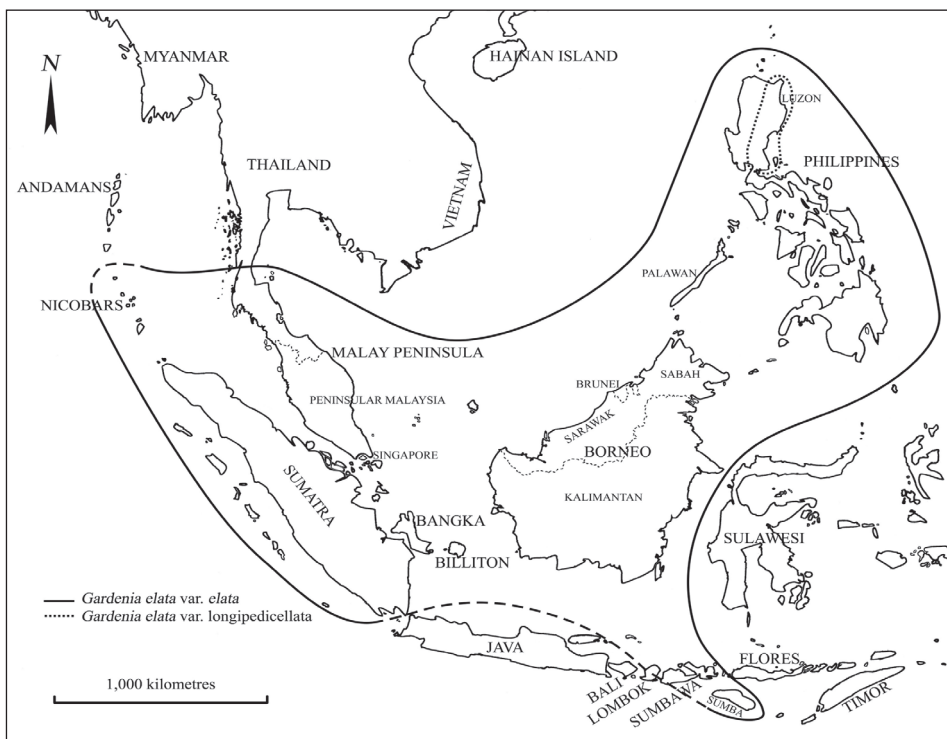 MYANMAR
HAINAN ISLAND
N
LUZON
THAILAND
PHILIPPINES
ANDAMANS
VIETNAM
PALAWAN
NICOBARS
MALAY PENINSULA
SABAH
BRUNEI
PENINSULAR MALAYSIA
SARAWAK
BORNEO
SINGAPORE
SUMATRA
KALIMANTAN
BANGKA
SULAWESI
BILLITON
Gardenia elata var. elata
Gardenia elata var. longipedicellata
JAVA
FLORES
1,000 kilometres
BALI
LOMBOK
SUMBAWA
SUMBA
TIMOR